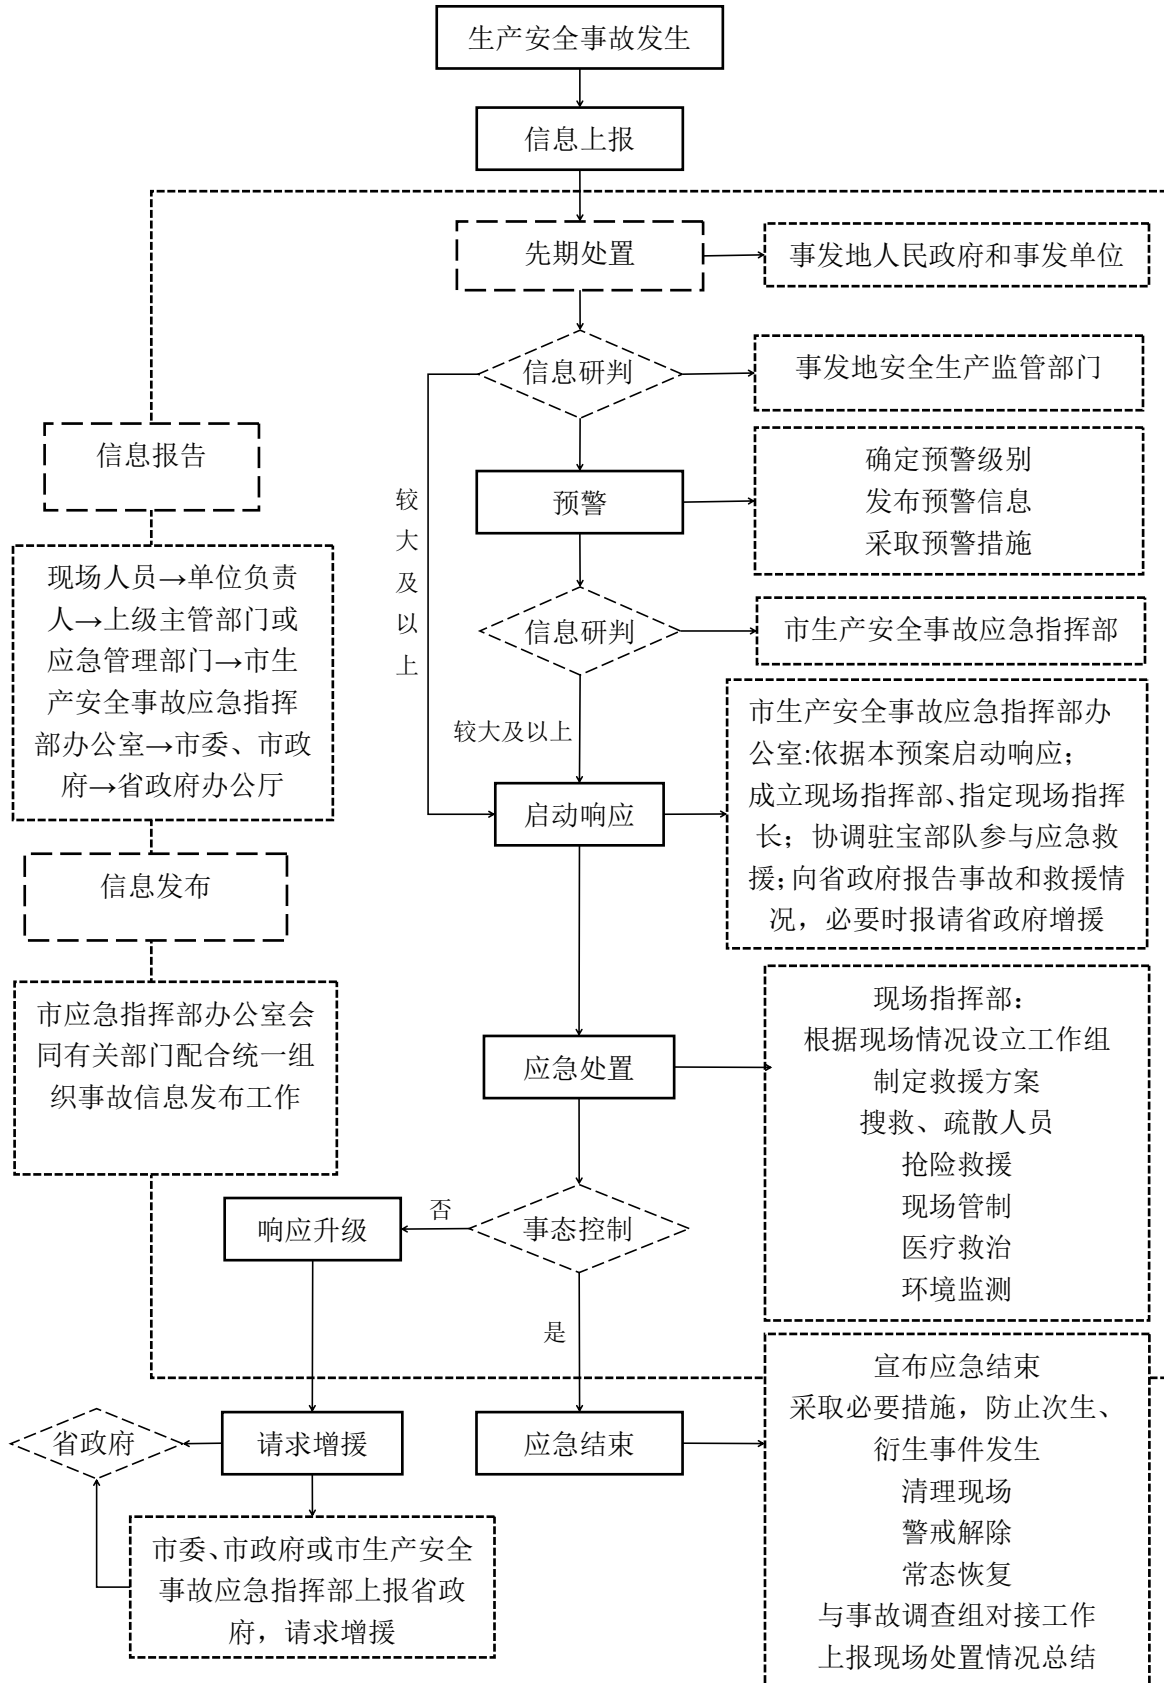 生产安全事故发生
信息上报
先期处置
事发地人民政府和事发单位
信息研判
事发地安全生产监管部门
信息报告
确定预警级别
发布预警信息
采取预警措施
预警
较
大
及
以
上
现场人员→单位负责
人→上级主管部门或
应急管理部门→市生
产安全事故应急指挥
部办公室→市委、市政
府→省政府办公厅
信息研判
市生产安全事故应急指挥部
较大及以上
市生产安全事故应急指挥部办
公室:依据本预案启动响应；
成立现场指挥部、指定现场指挥
长；协调驻宝部队参与应急救
援；向省政府报告事故和救援情
况，必要时报请省政府增援
启动响应
信息发布
市应急指挥部办公室会
同有关部门配合统一组
织事故信息发布工作
应急处置
现场指挥部：
根据现场情况设立工作组
制定救援方案
搜救、疏散人员
抢险救援
现场管制
医疗救治
环境监测
响应升级
否
事态控制
是
宣布应急结束
采取必要措施，防止次生、
衍生事件发生
清理现场
警戒解除
常态恢复
与事故调查组对接工作
上报现场处置情况总结
省政府
请求增援
应急结束
市委、市政府或市生产安全
事故应急指挥部上报省政
府，请求增援